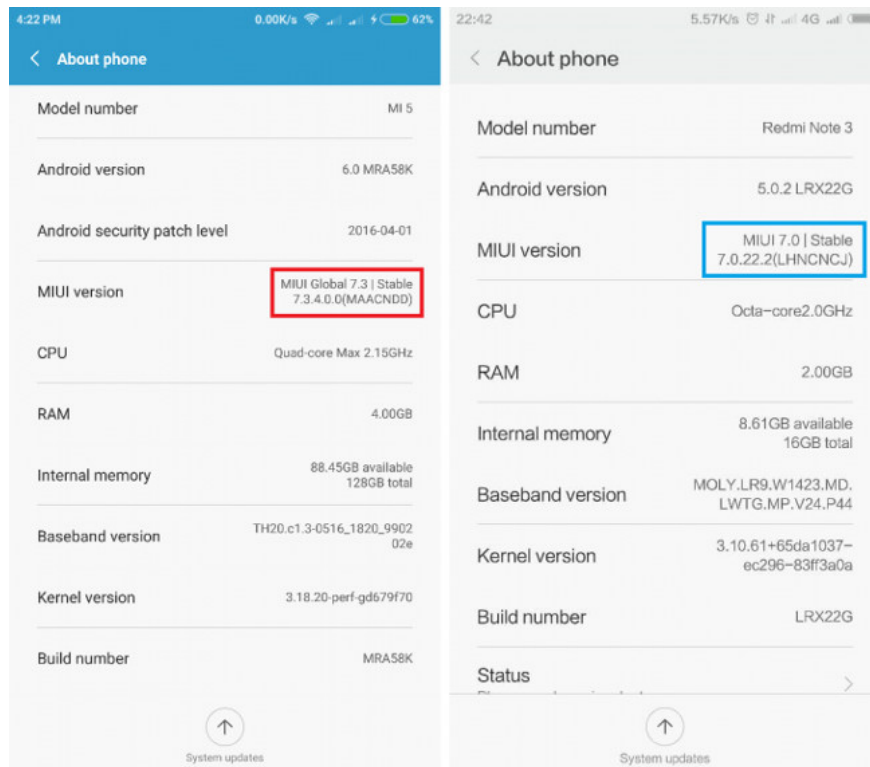 4:22 PM 0.00K/s 62%
About phone
Model number MI 5
Android version 6.0 MRA58K
Android security patch level 2016-04-01
MIUI version MIUI Global 7.3 | Stable
7.3.4.0.0(MAACNDD)
CPU Quad-core Max 2.15GHz
RAM 4.00GB
Internal memory 88.45GB available
128GB total
Baseband version TH20.c1.3-0516_1820_9902
02e
Kernel version 3.18.20-perf-gd679f70
Build number MRA58K
System updates
22:42 5.57K/s 4G
About phone
Model number Redmi Note 3
Android version 5.0.2 LRX22G
MIUI version MIUI 7.0 | Stable
7.0.22.2(LHNCNCJ)
CPU Octa-core2.0GHz
RAM 2.00GB
Internal memory 8.61GB available
16GB total
Baseband version MOLY.LR9.W1423.MD.
LWTG.MP.V24.P44
Kernel version 3.10.61+65da1037-
ec296-83ff3a0a
Build number LRX22G
Status
System updates